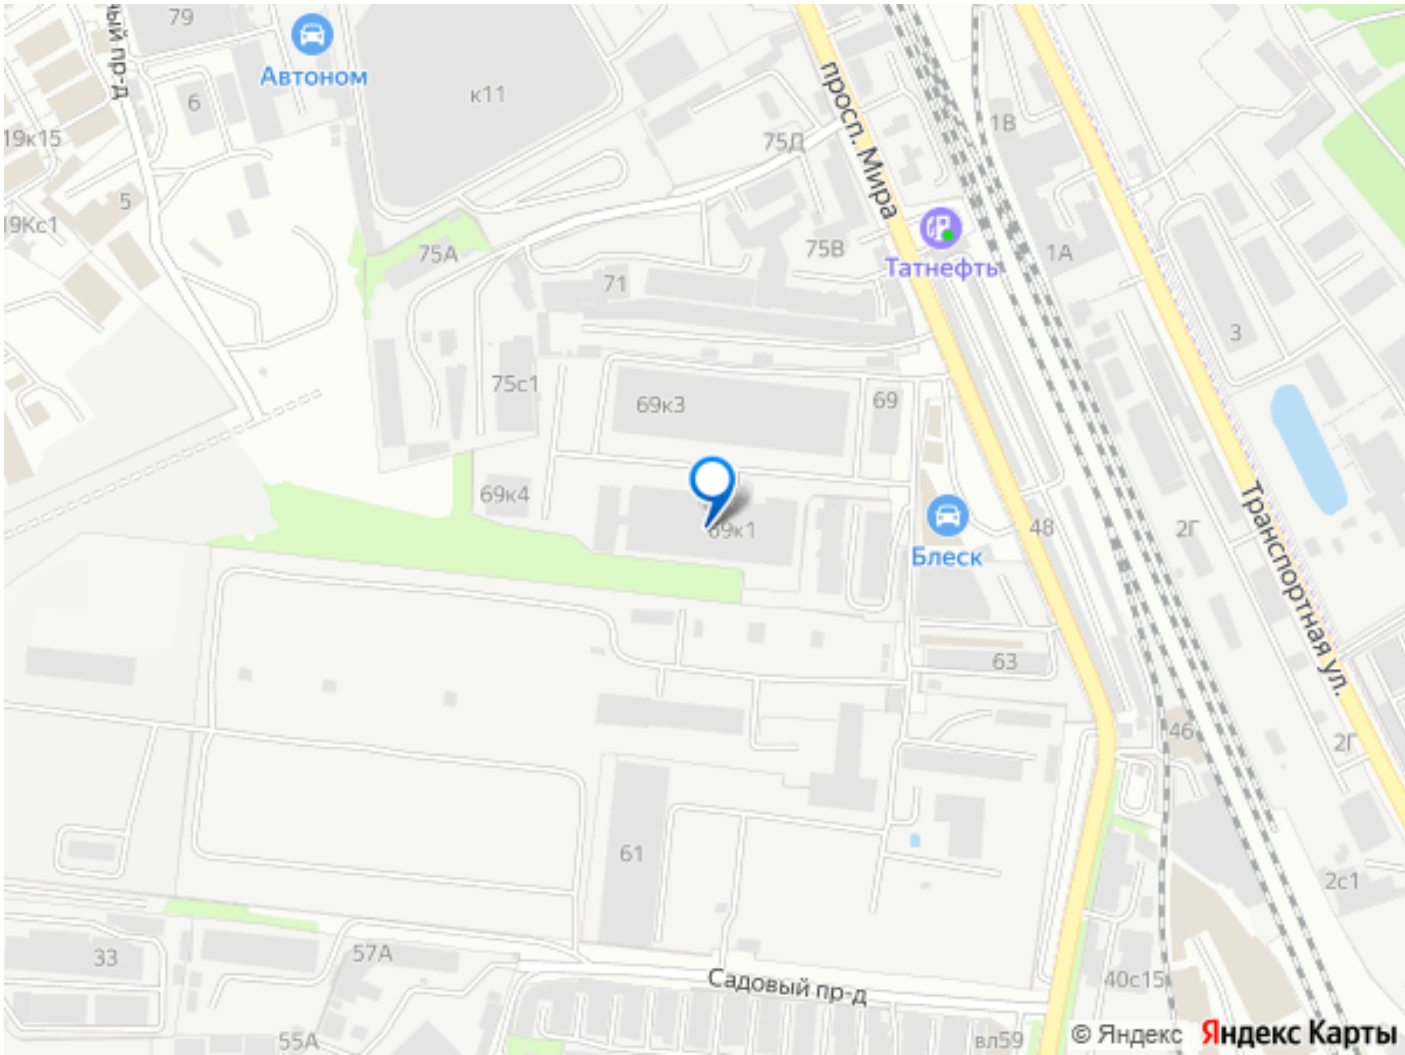 79
ный пр-д
Автоном
6
к11
19к15
5
19Кс1
просп. Мира
75Д
1В
75А
75В
Татнефть
1А
71
3
75с1
69к3
69
69к4
69к1
Блеск
48
2Г
Транспортная ул.
63
46
2Г
61
2с1
33
57А
Садовый пр-д
40с15
55А
вл59
© Яндекс Яндекс Карты